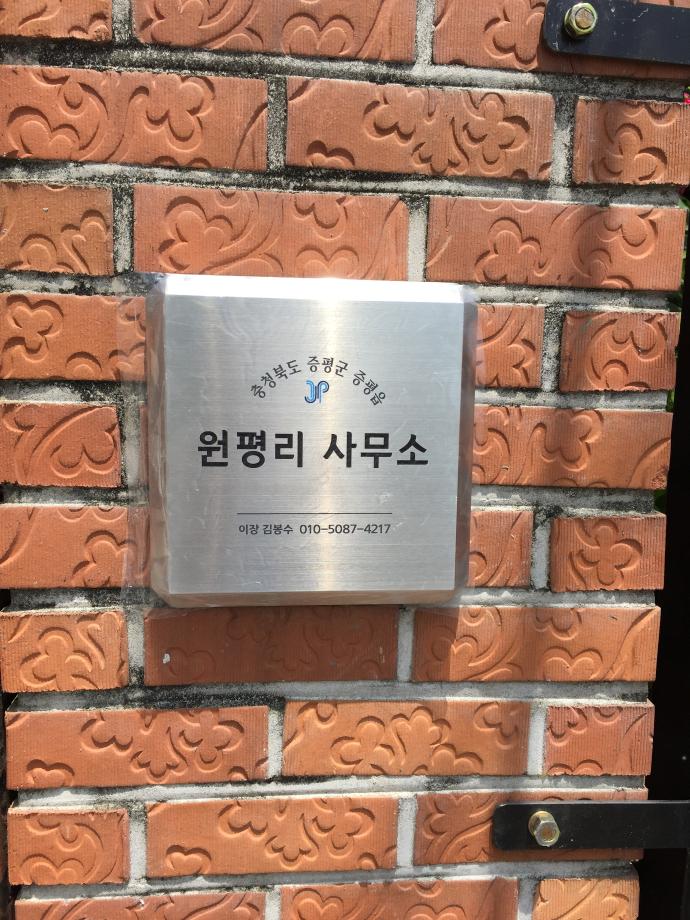 충청북도 증평군 증평읍
원평리 사무소
이장 김봉수 010-5087-4217